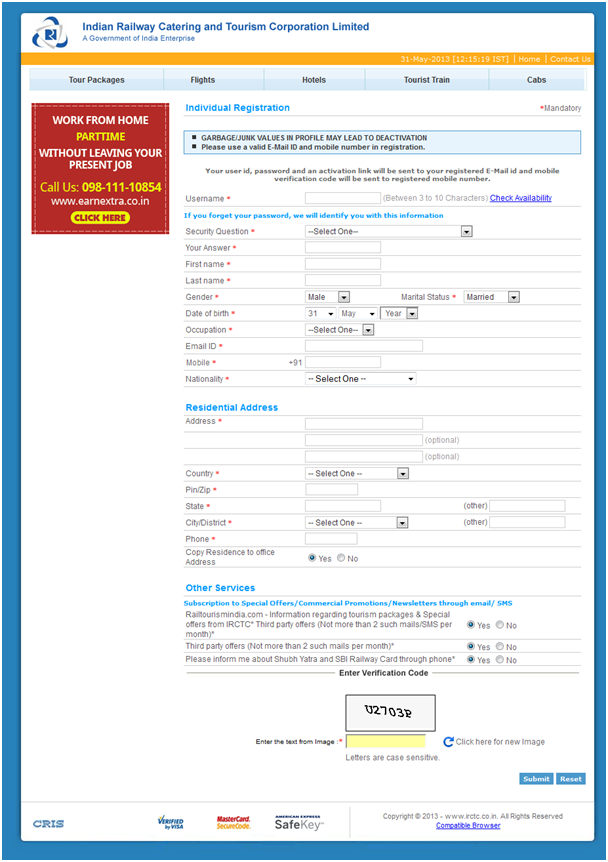 Indian Railway Catering and Tourism Corporation Limited
A Government of India Enterprise
31-May-2013 [12:15:19 IST] | Home | Contact Us
Tour Packages Flights Hotels Tourist Train Cabs
WORK FROM HOME
PARTTIME
WITHOUT LEAVING YOUR
PRESENT JOB
Call Us: 098-111-10854
www.earnextra.co.in
CLICK HERE
Individual Registration *Mandatory
GARBAGE/JUNK VALUES IN PROFILE MAY LEAD TO DEACTIVATION
Please use a valid E-Mail ID and mobile number in registration.
Your user id, password and an activation link will be sent to your registered E-Mail id and mobile
verification code will be sent to registered mobile number.
Username * (Between 3 to 10 Characters) Check Availability
If you forget your password, we will identify you with this information
Security Question * --Select One--
Your Answer *
First name *
Last name *
Gender * Male Marital Status * Married
Date of birth * 31 May Year
Occupation * --Select One--
Email ID *
Mobile * +91
Nationality * -- Select One --
Residential Address
Address *
(optional)
(optional)
Country * -- Select One --
Pin/Zip *
State * (other)
City/District * -- Select One -- (other)
Phone *
Copy Residence to office
Address Yes No
Other Services
Subscription to Special Offers/Commercial Promotions/Newsletters through email/ SMS
Railtourismindia.com - Information regarding tourism packages & Special
offers from IRCTC* Third party offers (Not more than 2 such mails/SMS per
month)* Yes No
Third party offers (Not more than 2 such mails per month)* Yes No
Please inform me about Shubh Yatra and SBI Railway Card through phone* Yes No
Enter Verification Code
U2703P
Enter the text from Image :* Click here for new Image
Letters are case sensitive.
Submit Reset
CRIS
VERIFIED
by VISA
MasterCard.
SecureCode.
AMERICAN EXPRESS
SafeKey
Copyright © 2013 - www.irctc.co.in. All Rights Reserved
Compatible Browser